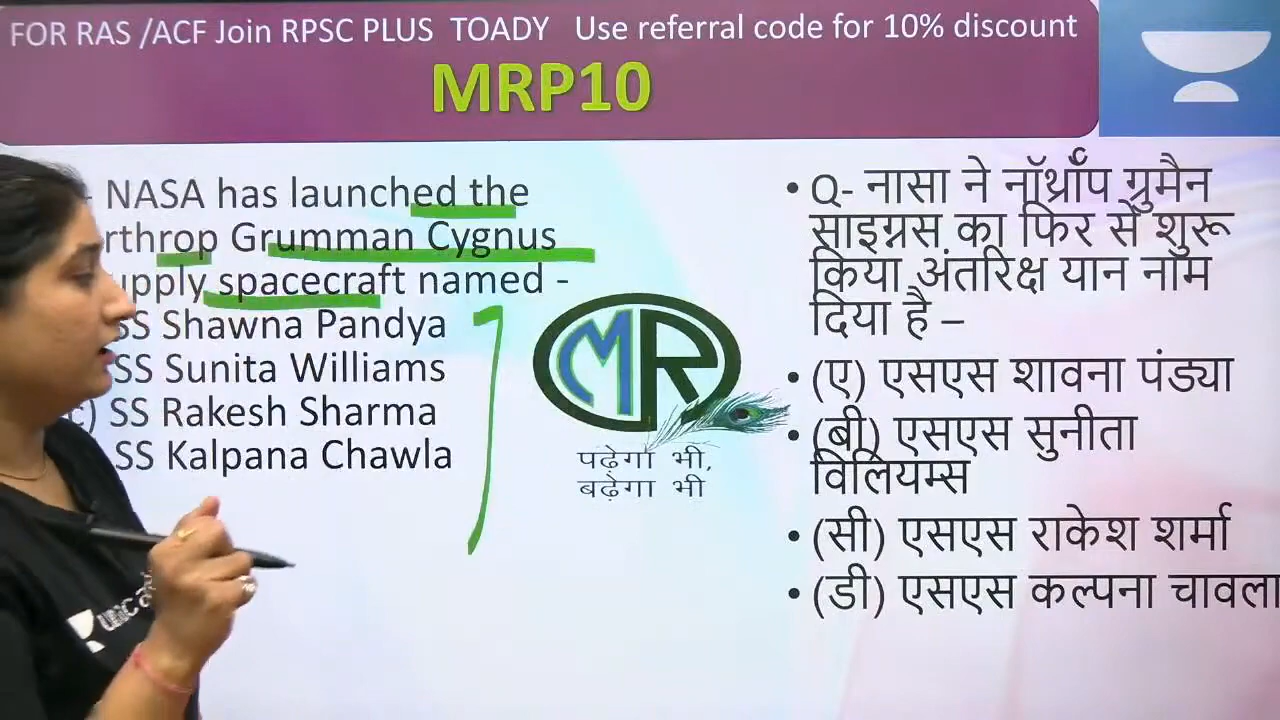 FOR RAS /ACF Join RPSC PLUS TOADY Use referral code for 10% discount
MRP10
- NASA has launched the
rthrop Grumman Cygnus
upply spacecraft named -
SS Shawna Pandya
SS Sunita Williams
c) SS Rakesh Sharma
SS Kalpana Chawla
MR
पढ़ेगा भी,
बढ़ेगा भी
• Q- नासा ने नॉर्थ्रॉप ग्रुमैन
साइग्नस का फिर से शुरू
किया अंतरिक्ष यान नाम
दिया है –
• (ए) एसएस शावना पंड्या
• (बी) एसएस सुनीता
विलियम्स
• (सी) एसएस राकेश शर्मा
• (डी) एसएस कल्पना चावला